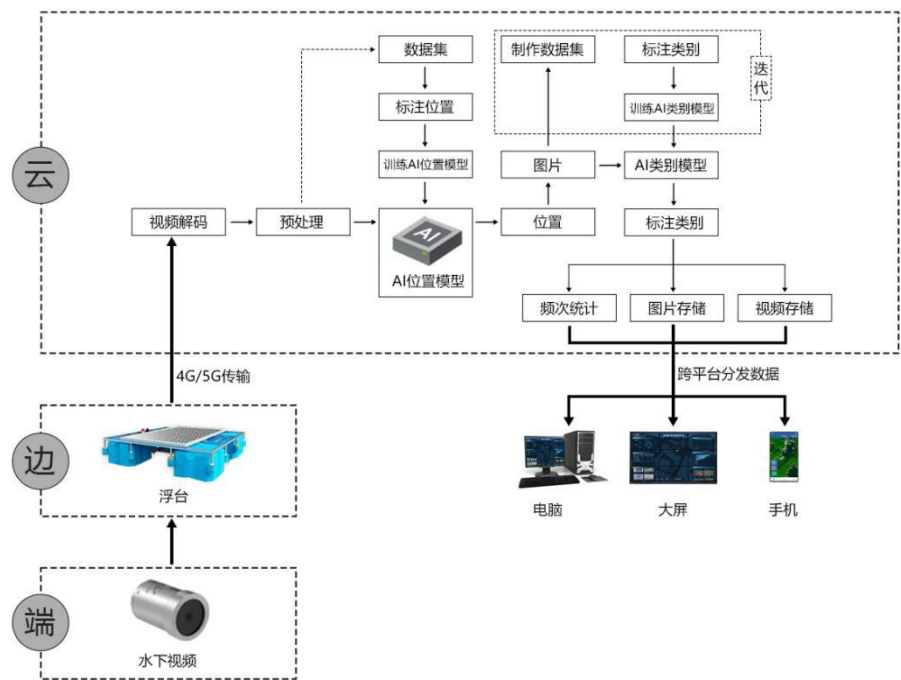 云
数据集
制作数据集
标注类别
迭代
标注位置
训练AI类别模型
训练AI位置模型
图片
AI类别模型
视频解码
预处理
AI
AI位置模型
位置
标注类别
频次统计
图片存储
视频存储
4G/5G传输
跨平台分发数据
边
浮台
电脑
大屏
手机
端
水下视频